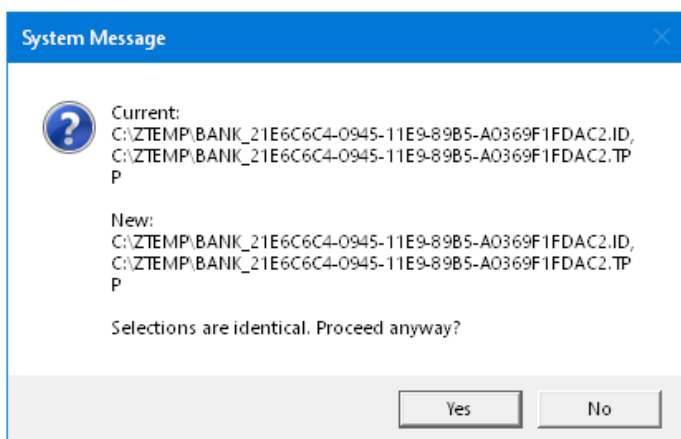 System Message
Current:
C:\ZTEMP\BANK_21E6C6C4-0945-11E9-89B5-A0369F1FDAC2.ID,
C:\ZTEMP\BANK_21E6C6C4-0945-11E9-89B5-A0369F1FDAC2.TP
P
New:
C:\ZTEMP\BANK_21E6C6C4-0945-11E9-89B5-A0369F1FDAC2.ID,
C:\ZTEMP\BANK_21E6C6C4-0945-11E9-89B5-A0369F1FDAC2.TP
P
Selections are identical. Proceed anyway?
Yes No